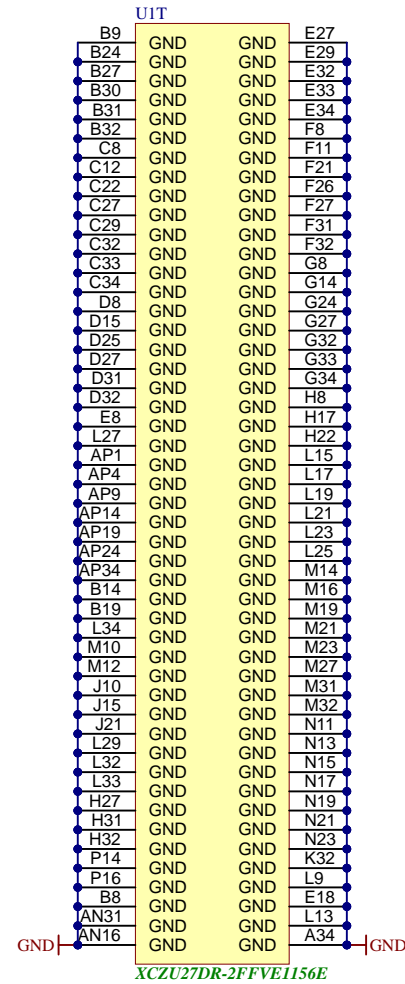 U1T
B9 GND GND E27
B24 GND GND E29
B27 GND GND E32
B30 GND GND E33
B31 GND GND E34
B32 GND GND F8
C8 GND GND F11
C12 GND GND F21
C22 GND GND F26
C27 GND GND F27
C29 GND GND F31
C32 GND GND F32
C33 GND GND G8
C34 GND GND G14
D8 GND GND G24
D15 GND GND G27
D25 GND GND G32
D27 GND GND G33
D31 GND GND G34
D32 GND GND H8
E8 GND GND H17
L27 GND GND H22
AP1 GND GND L15
AP4 GND GND L17
AP9 GND GND L19
AP14 GND GND L21
AP19 GND GND L23
AP24 GND GND L25
AP34 GND GND M14
B14 GND GND M16
B19 GND GND M19
L34 GND GND M21
M10 GND GND M23
M12 GND GND M27
J10 GND GND M31
J15 GND GND M32
J21 GND GND N11
L29 GND GND N13
L32 GND GND N15
L33 GND GND N17
H27 GND GND N19
H31 GND GND N21
H32 GND GND N23
P14 GND GND K32
P16 GND GND L9
B8 GND GND E18
AN31 GND GND L13
GND AN16 GND GND A34 GND
XCZU27DR-2FFVE1156E